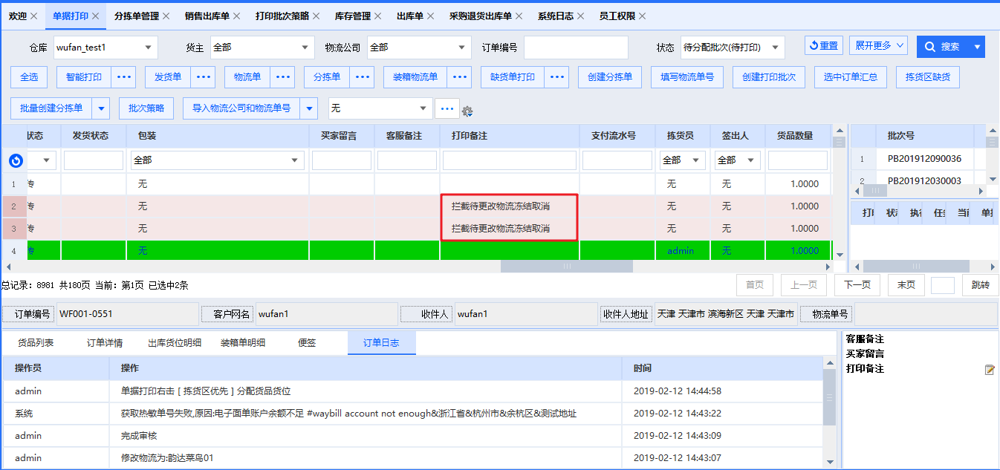 欢迎 单据打印 分拣单管理 销售出库单 打印批次策略 库存管理 出库单 采购退货出库单 系统日志 员工权限
仓库 wufan_test1 货主 全部 物流公司 全部 订单编号 状态 待分配批次(待打印) 重置 展开更多 搜索
全选 智能打印 ••• 发货单 ••• 物流单 ••• 分拣单 ••• 装箱物流单 ••• 缺货单打印 ••• 创建分拣单 填写物流单号 创建打印批次 选中订单汇总 拣货区缺货
批量创建分拣单 批次策略 导入物流公司和物流单号 无 •••
状态 发货状态 包装 买家留言 客服备注 打印备注 支付流水号 拣货员 签出人 货品数量 批次号
全部 全部 全部
1 PB201912090036
2 PB201912030003
1 传 无 无 无 1.0000
2 传 无 拦截待更改物流冻结取消 无 无 1.0000
3 传 无 拦截待更改物流冻结取消 无 无 1.0000
4 传 无 admin 无 1.0000
打 状 执 任 当 单
总记录: 8981 共180页 当前: 第1页 已选中2条 首页 上一页 下一页 末页 跳转
订单编号 WF001-0551 客户网名 wufan1 收件人 wufan1 收件人地址 天津 天津市 滨海新区 天津 天津市 物流单号
货品列表 订单详情 出库货位明细 装箱单明细 便签 订单日志
操作员 操作 时间
admin 单据打印右击 [ 拣货区优先 ] 分配货品货位 2019-02-12 14:44:58
系统 获取热敏单号失败,原因:电子面单账户余额不足 #waybill account not enough&浙江省&杭州市&余杭区&测试地址 2019-02-12 14:43:22
admin 完成审核 2019-02-12 14:43:09
admin 修改物流为:韵达菜鸟01 2019-02-12 14:43:07
客服备注
买家留言
打印备注